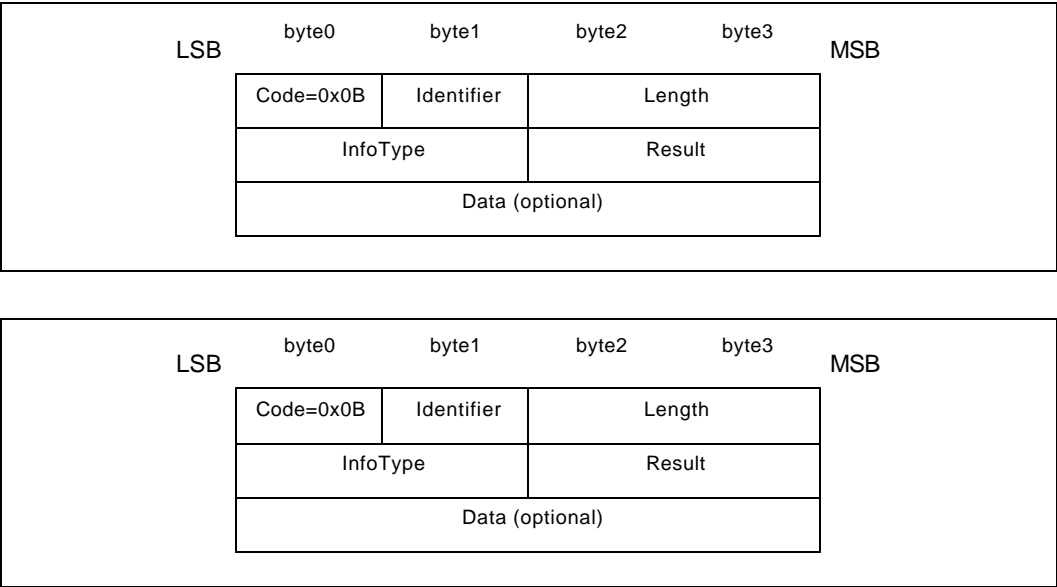 byte0 byte1 byte2 byte3
LSB MSB
Code=0x0B Identifier Length
InfoType Result
Data (optional)
byte0 byte1 byte2 byte3
LSB MSB
Code=0x0B Identifier Length
InfoType Result
Data (optional)